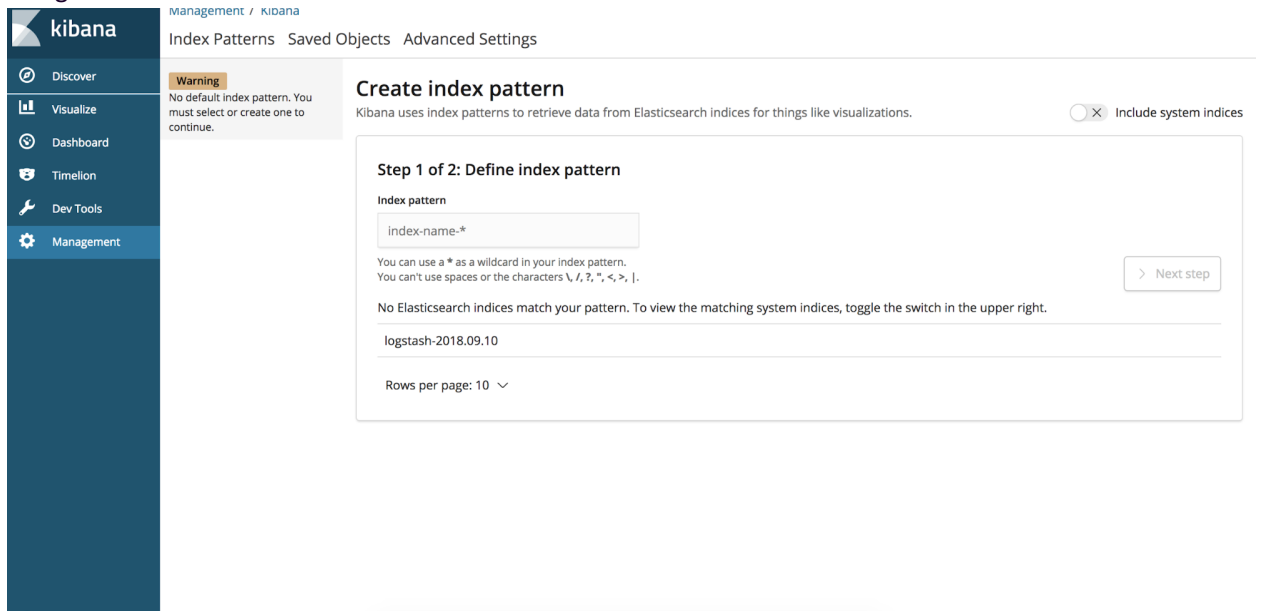 Management / Kibana
kibana
Index Patterns Saved Objects Advanced Settings
Discover
Visualize
Dashboard
Timelion
Dev Tools
Management
Warning
No default index pattern. You
must select or create one to
continue.
Create index pattern
Kibana uses index patterns to retrieve data from Elasticsearch indices for things like visualizations.
Include system indices
Step 1 of 2: Define index pattern
Index pattern
index-name-*
You can use a * as a wildcard in your index pattern.
You can't use spaces or the characters \, /, ?, ", <, >, |.
Next step
No Elasticsearch indices match your pattern. To view the matching system indices, toggle the switch in the upper right.
logstash-2018.09.10
Rows per page: 10